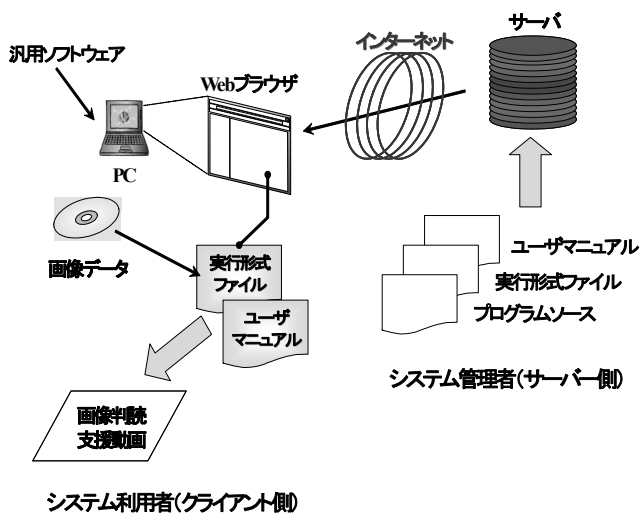 サーバ
インターネット
汎用ソフトウェア
Webブラウザ
PC
画像データ
実行形式
ファイル
ユーザ
マニュアル
ユーザマニュアル
実行形式ファイル
プログラムソース
システム管理者(サーバー側)
画像判読
支援動画
システム利用者(クライアント側)